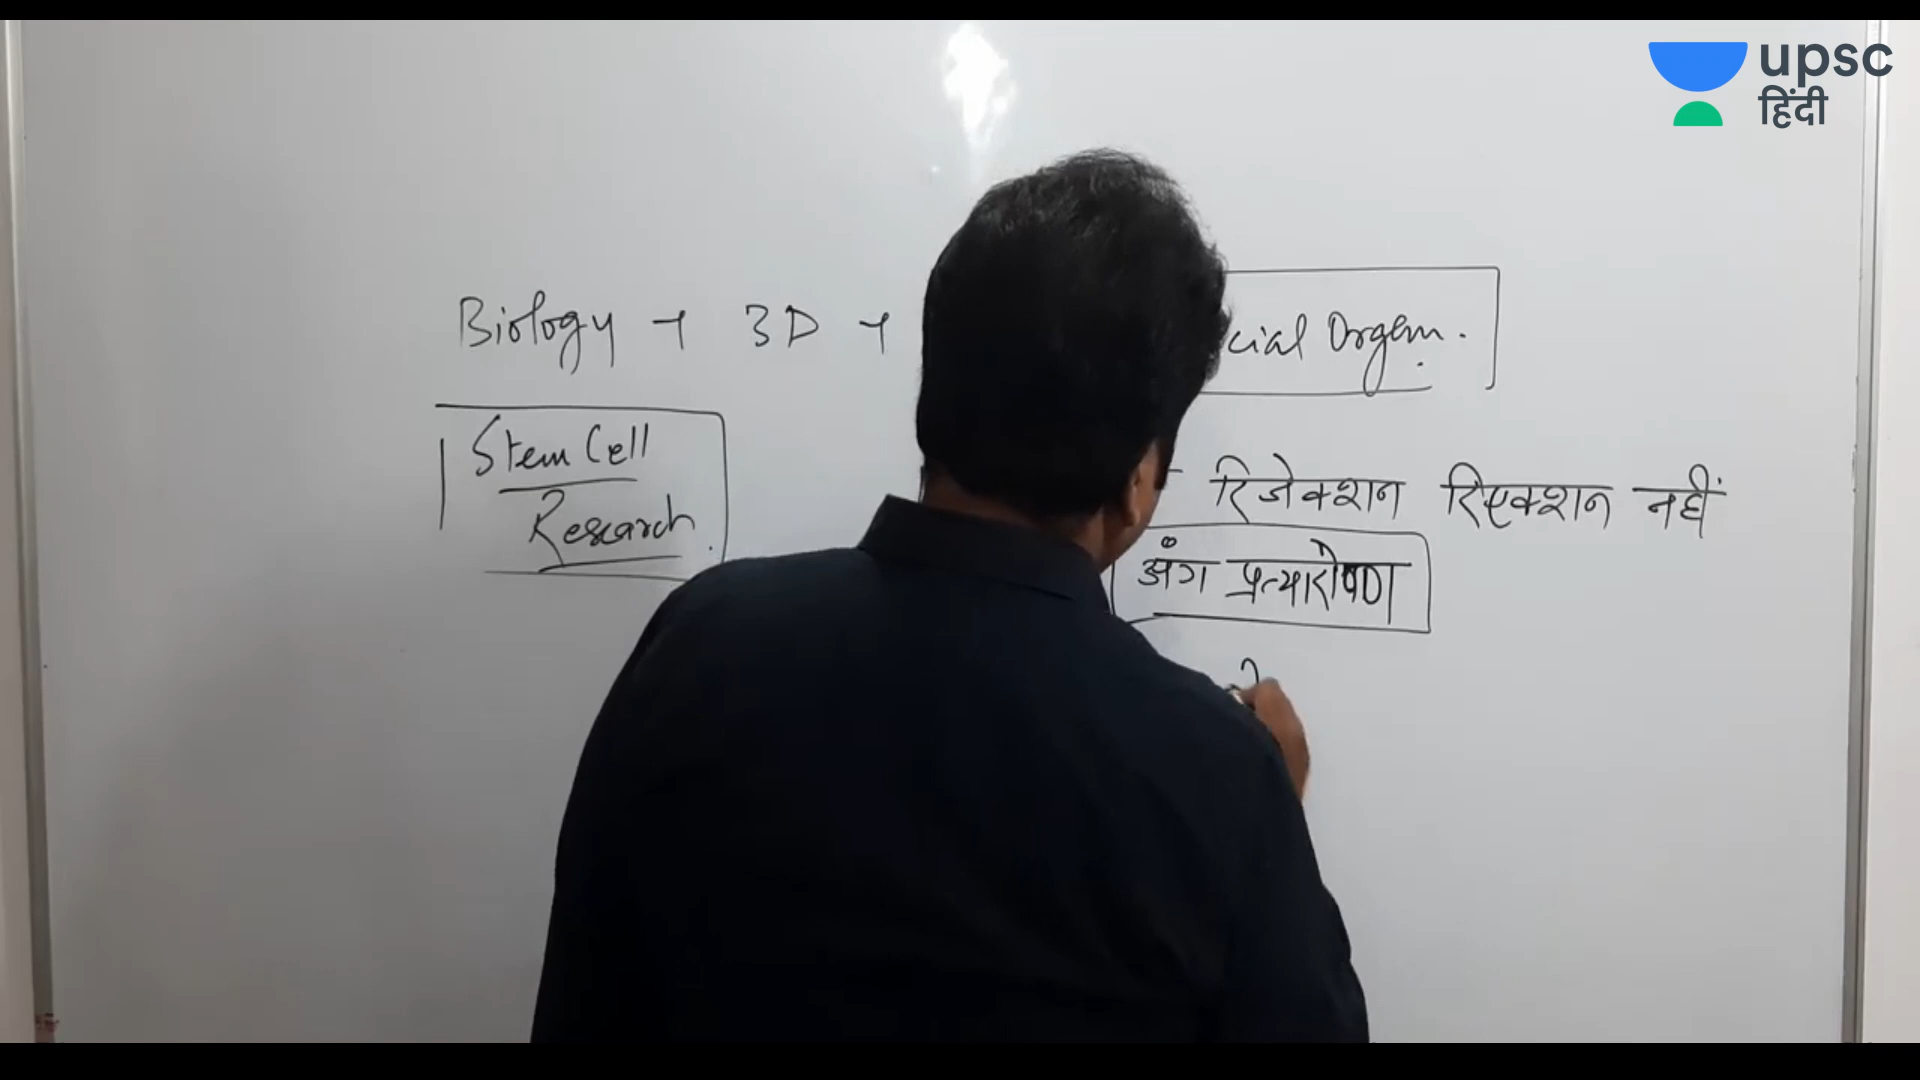 upsc
हिंदी
Biology + 3D + cial Organ.
Stem Cell
Research.
- रिजेक्शन रिएक्शन नहीं
अंग प्रत्यारोपण